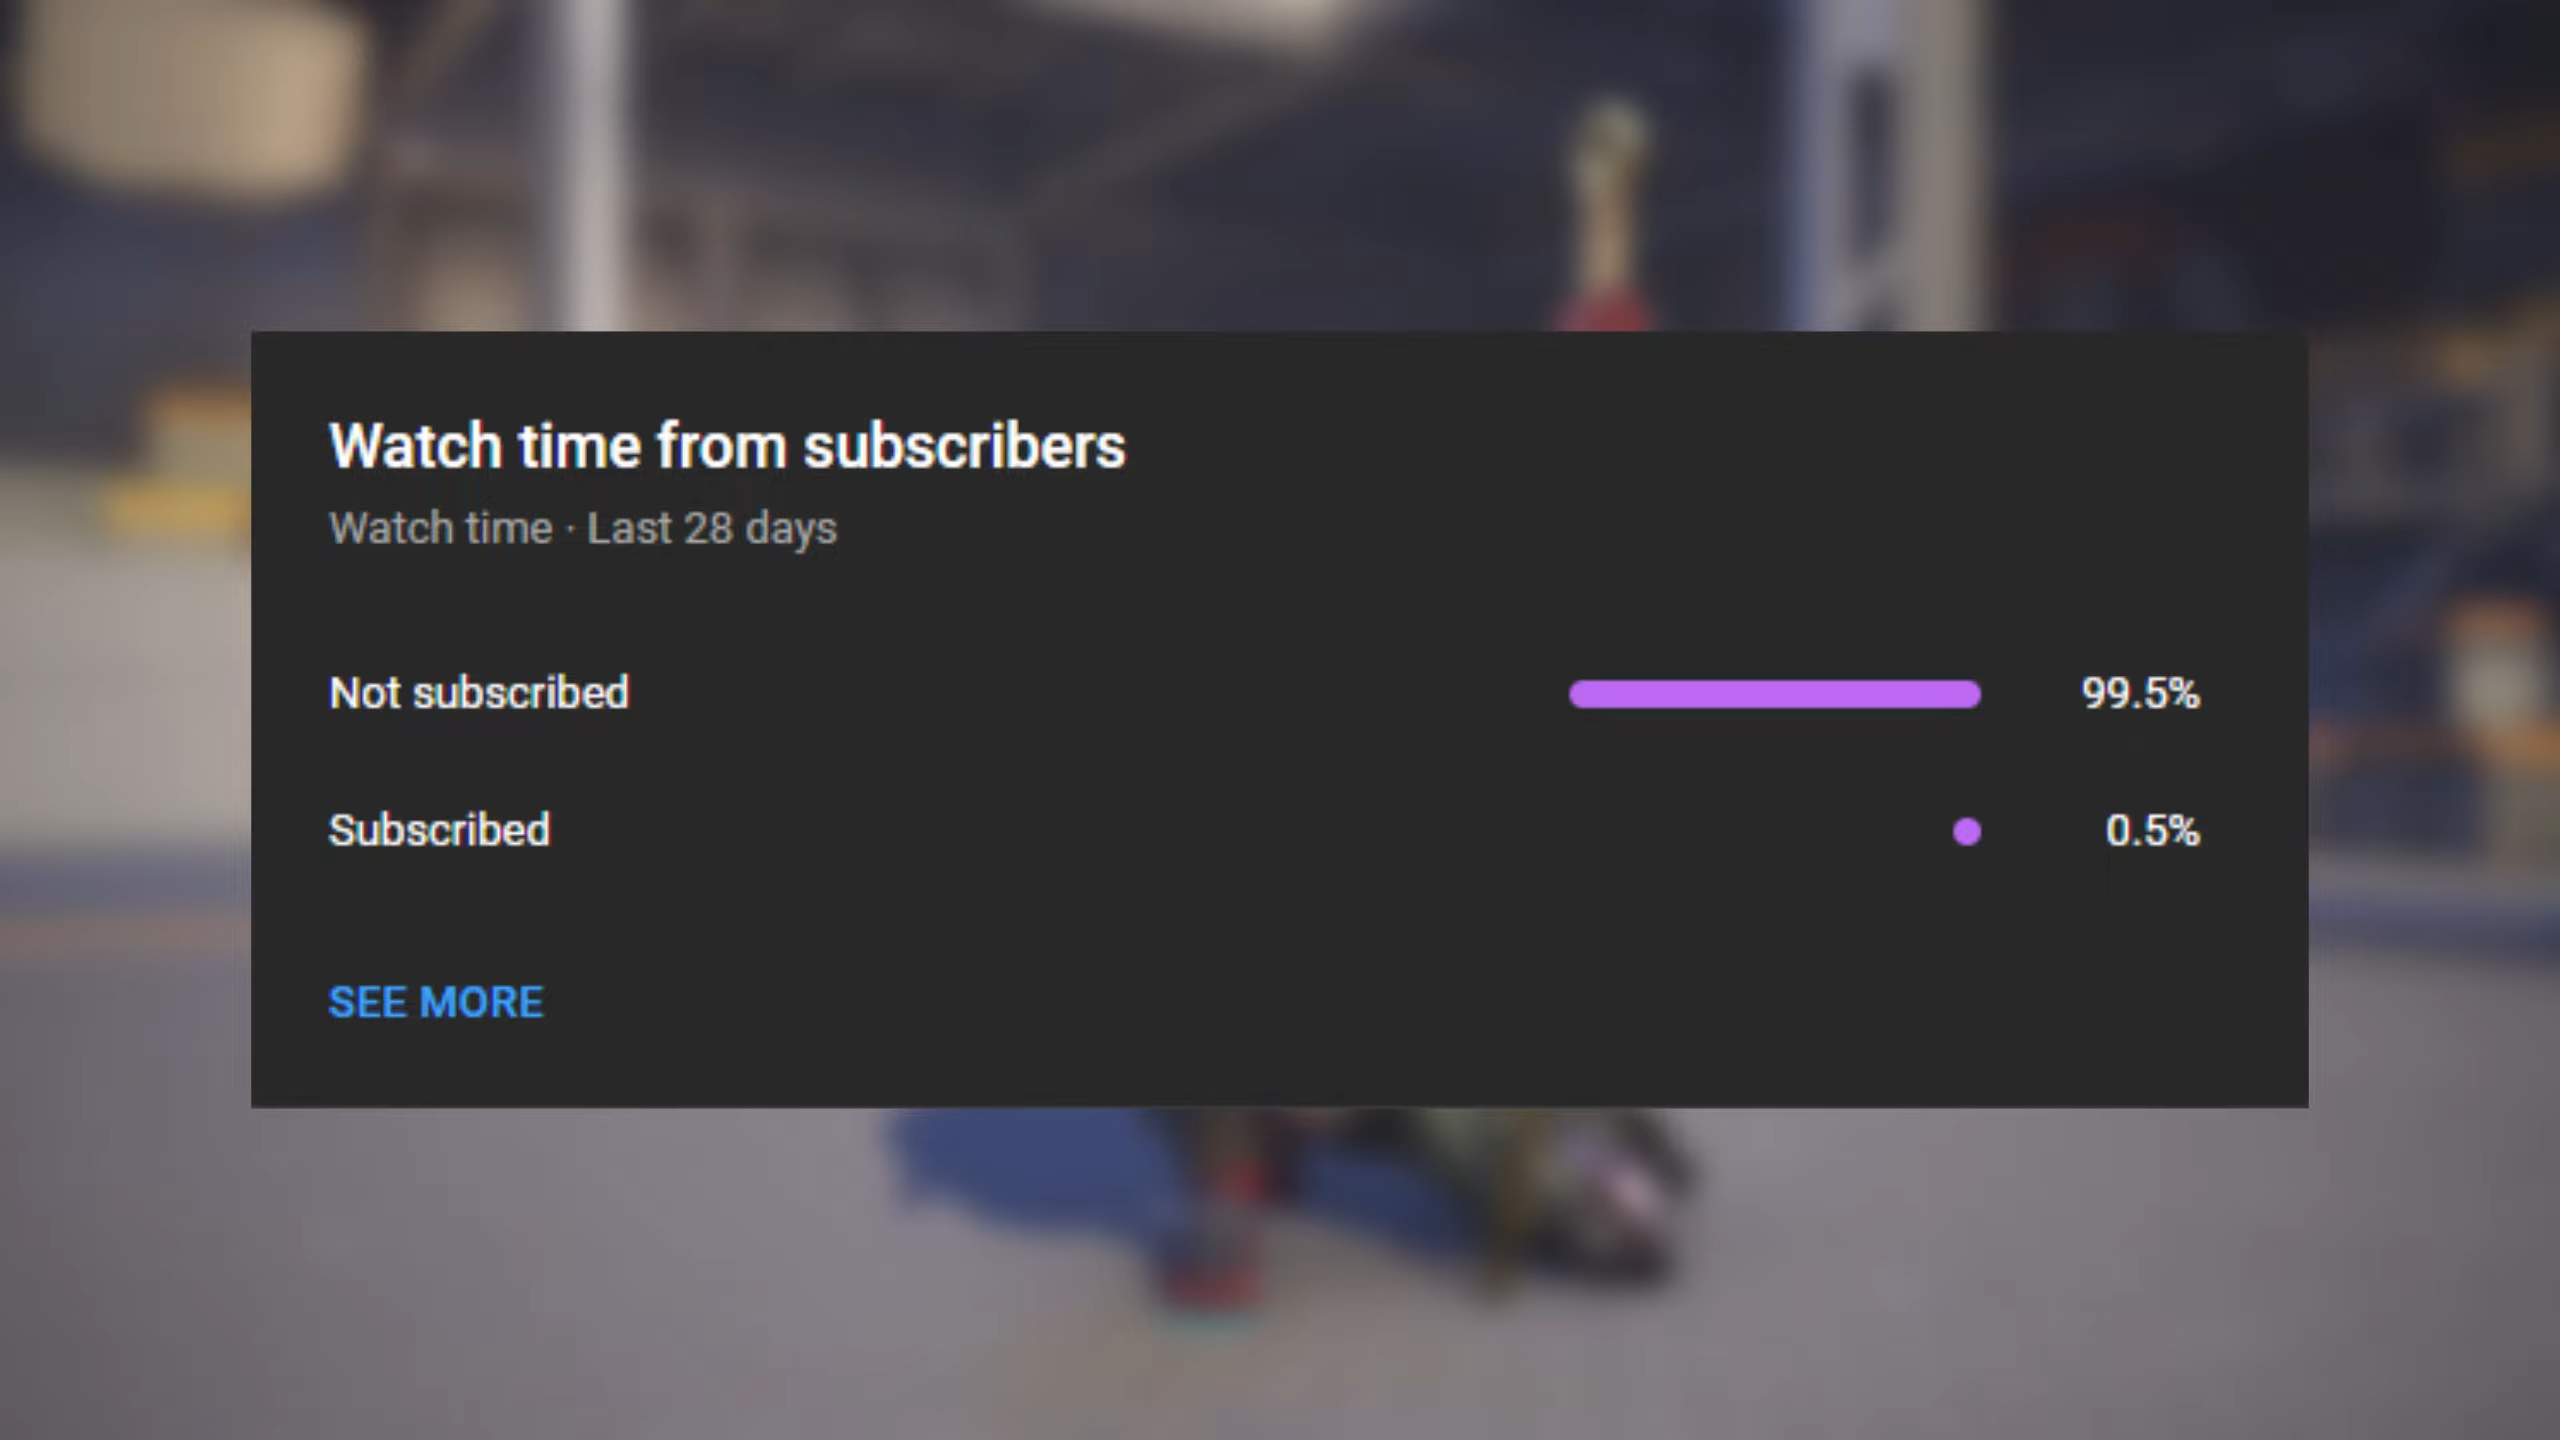 Watch time from subscribers
Watch time · Last 28 days
Not subscribed 99.5%
Subscribed 0.5%
SEE MORE